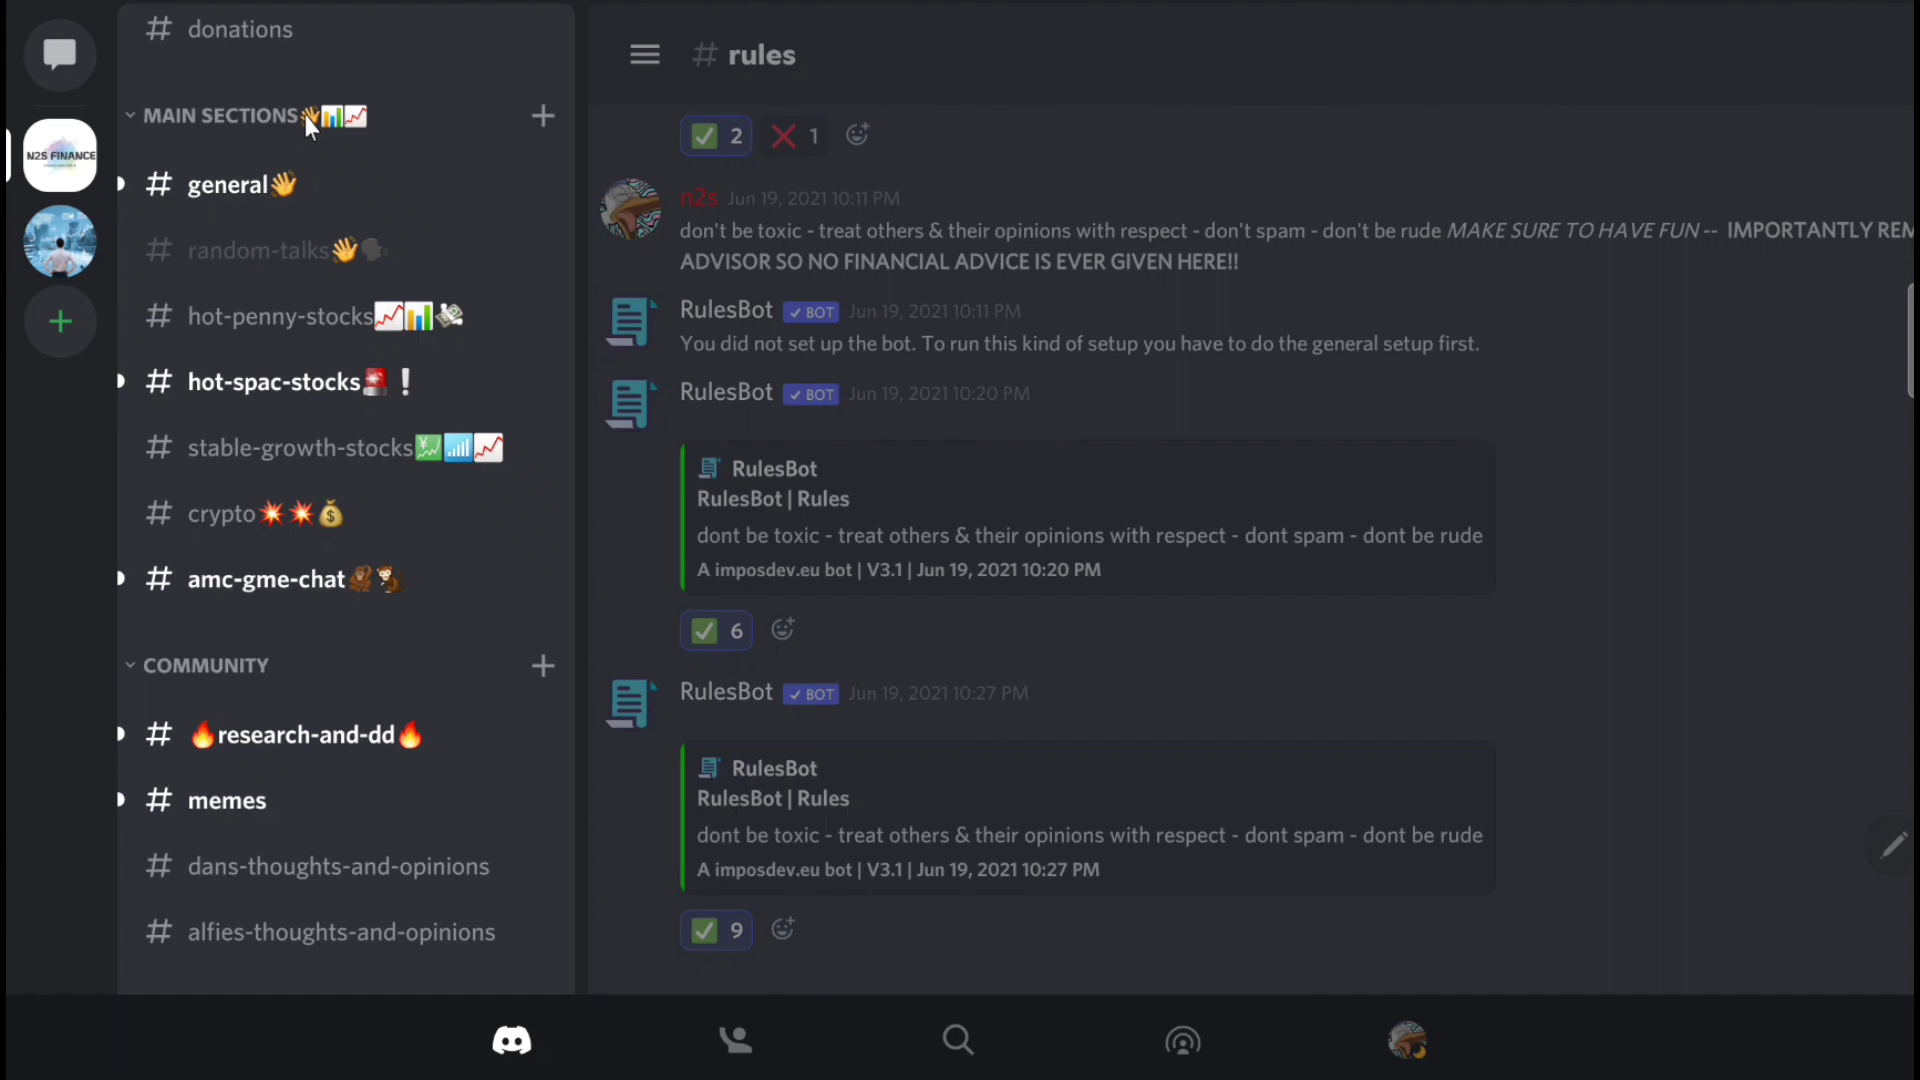 donations
MAIN SECTIONS👋📊📈
N2S FINANCE
general👋
random-talks👋🗣
hot-penny-stocks📈📊💸
hot-spac-stocks🚨❕
stable-growth-stocks💹📶📈
crypto💥💥💰
amc-gme-chat🦧🐒
COMMUNITY
🔥research-and-dd🔥
memes
dans-thoughts-and-opinions
alfies-thoughts-and-opinions
# rules
✅ 2 ❌ 1
n2s Jun 19, 2021 10:11 PM
don't be toxic - treat others & their opinions with respect - don't spam - don't be rude MAKE SURE TO HAVE FUN -- IMPORTANTLY REM
ADVISOR SO NO FINANCIAL ADVICE IS EVER GIVEN HERE!!
RulesBot ✓ BOT Jun 19, 2021 10:11 PM
You did not set up the bot. To run this kind of setup you have to do the general setup first.
RulesBot ✓ BOT Jun 19, 2021 10:20 PM
RulesBot
RulesBot | Rules
dont be toxic - treat others & their opinions with respect - dont spam - dont be rude
A imposdev.eu bot | V3.1 | Jun 19, 2021 10:20 PM
✅ 6
RulesBot ✓ BOT Jun 19, 2021 10:27 PM
RulesBot
RulesBot | Rules
dont be toxic - treat others & their opinions with respect - dont spam - dont be rude
A imposdev.eu bot | V3.1 | Jun 19, 2021 10:27 PM
✅ 9